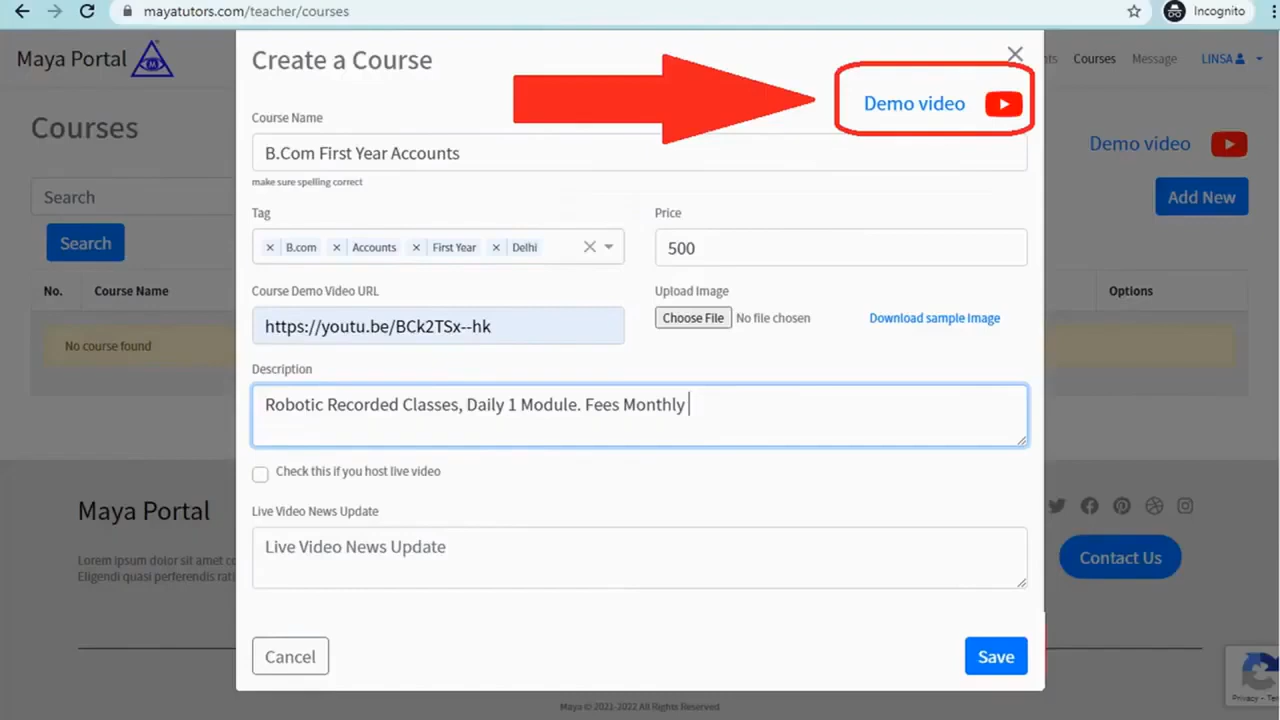 mayatutors.com/teacher/courses
Incognito
Maya Portal
Courses
Message
LINSA
Create a Course
Demo video
Course Name
B.Com First Year Accounts
make sure spelling correct
Courses
Demo video
Search
Add New
Search
Tag
Price
B.com
Accounts
First Year
Delhi
500
No.
Course Name
Options
Course Demo Video URL
Upload Image
https://youtu.be/BCk2TSx--hk
Choose File No file chosen
Download sample Image
No course found
Description
Robotic Recorded Classes, Daily 1 Module. Fees Monthly
Check this if you host live video
Live Video News Update
Live Video News Update
Maya Portal
Lorem ipsum dolor sit amet
Eligendi quasi perferendis
Contact Us
Cancel
Save
Maya © 2021-2022 All Rights Reserved
Privacy